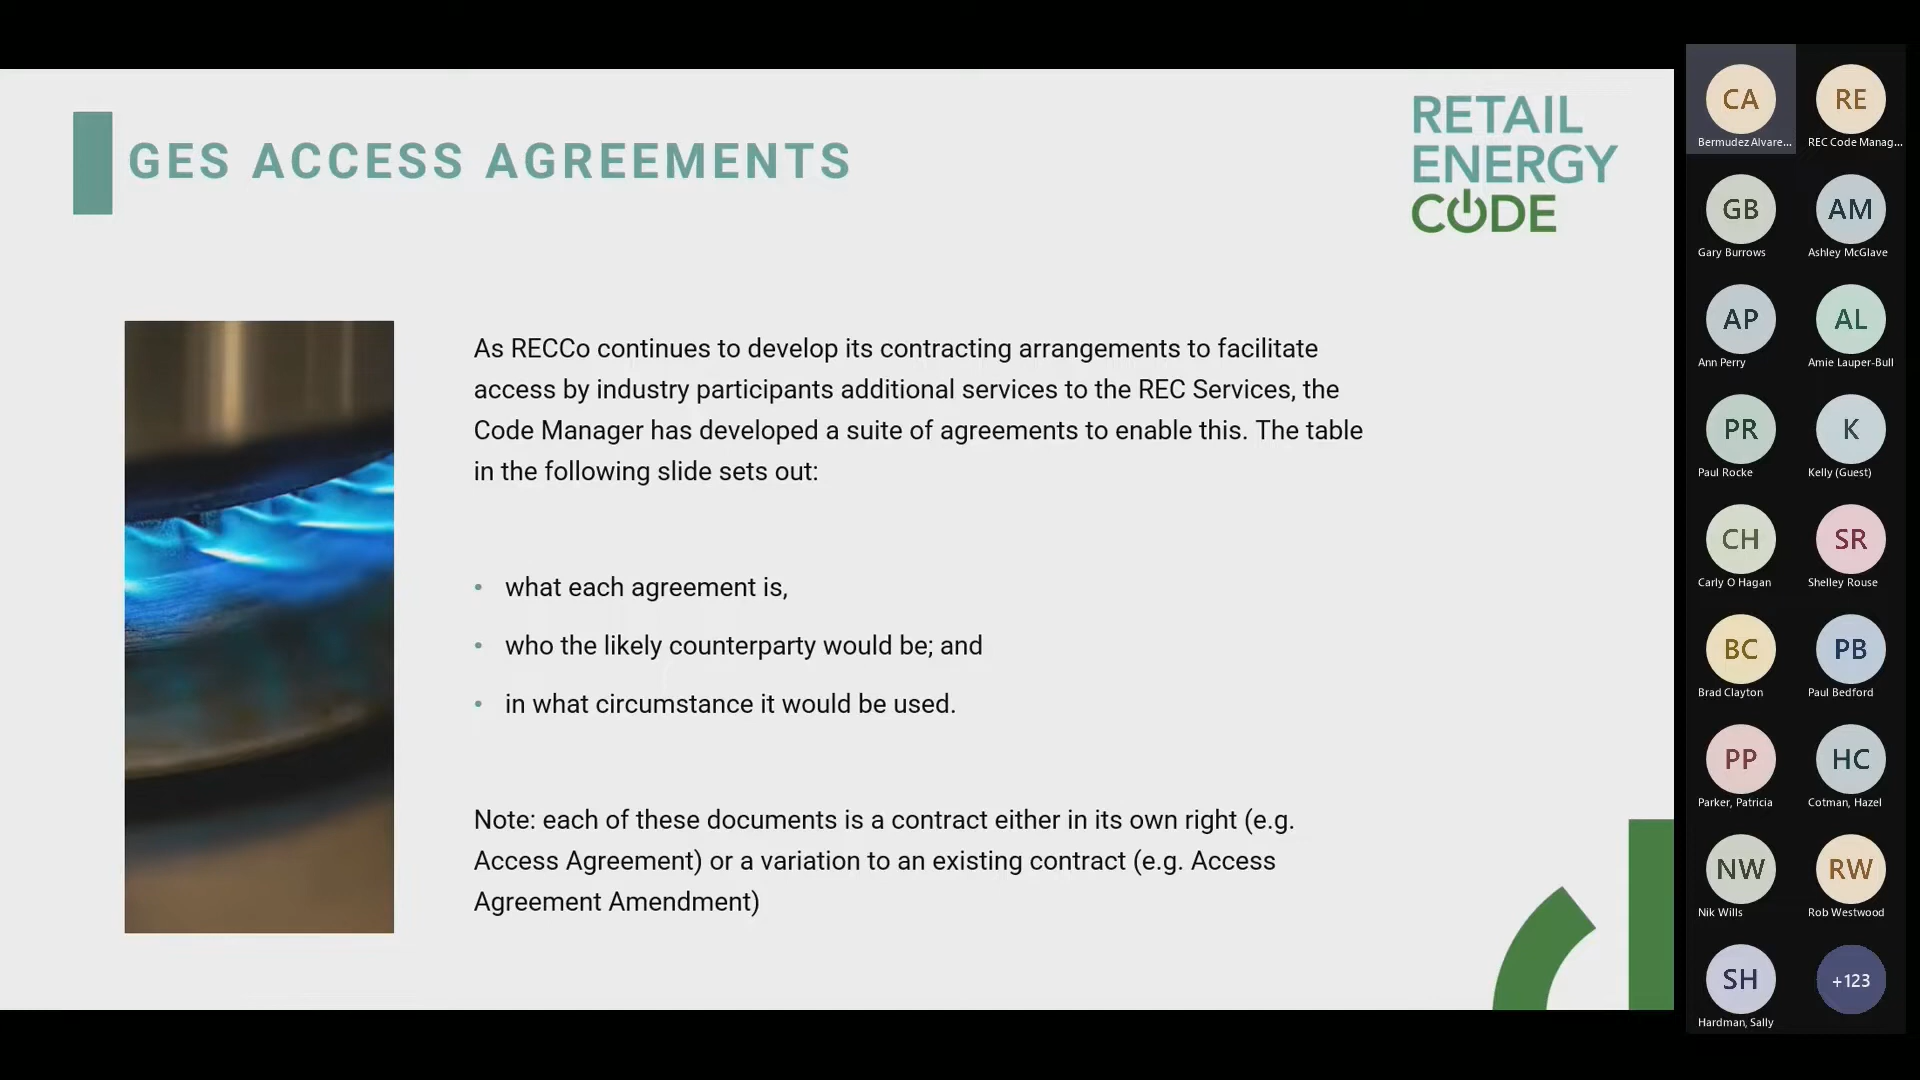 GES ACCESS AGREEMENTS
RETAIL
ENERGY
CODE
As RECCo continues to develop its contracting arrangements to facilitate
access by industry participants additional services to the REC Services, the
Code Manager has developed a suite of agreements to enable this. The table
in the following slide sets out:
• what each agreement is,
• who the likely counterparty would be; and
• in what circumstance it would be used.
Note: each of these documents is a contract either in its own right (e.g.
Access Agreement) or a variation to an existing contract (e.g. Access
Agreement Amendment)
CA RE
Bermudez Alvare... REC Code Manag...
GB AM
Gary Burrows Ashley McGlave
AP AL
Ann Perry Amie Lauper-Bull
PR K
Paul Rocke Kelly (Guest)
CH SR
Carly O Hagan Shelley Rouse
BC PB
Brad Clayton Paul Bedford
PP HC
Parker, Patricia Cotman, Hazel
NW RW
Nik Wills Rob Westwood
SH +123
Hardman, Sally